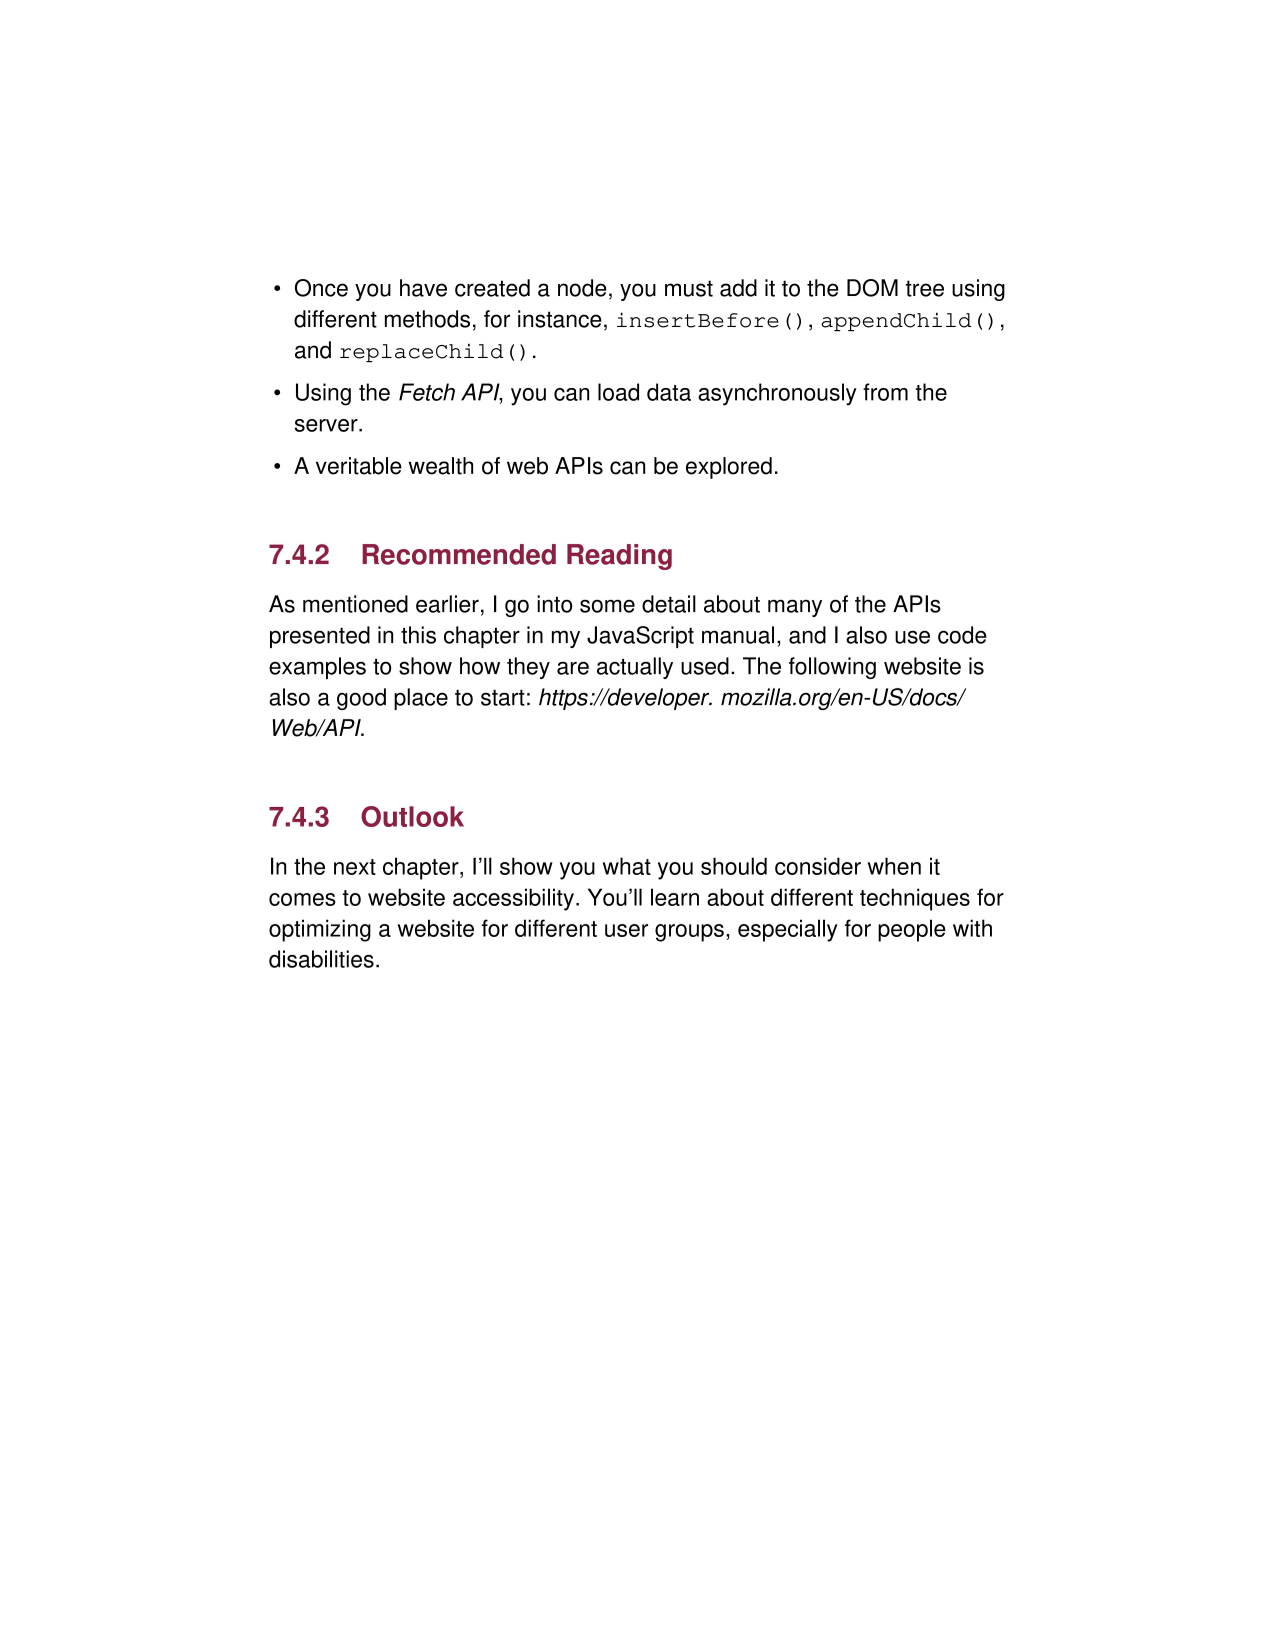 • Once you have created a node, you must add it to the DOM tree using
different methods, for instance, insertBefore(), appendChild(),
and replaceChild().
• Using the Fetch API, you can load data asynchronously from the
server.
• A veritable wealth of web APIs can be explored.
7.4.2 Recommended Reading
As mentioned earlier, I go into some detail about many of the APIs
presented in this chapter in my JavaScript manual, and I also use code
examples to show how they are actually used. The following website is
also a good place to start: https://developer. mozilla.org/en-US/docs/
Web/API.
7.4.3 Outlook
In the next chapter, I’ll show you what you should consider when it
comes to website accessibility. You’ll learn about different techniques for
optimizing a website for different user groups, especially for people with
disabilities.